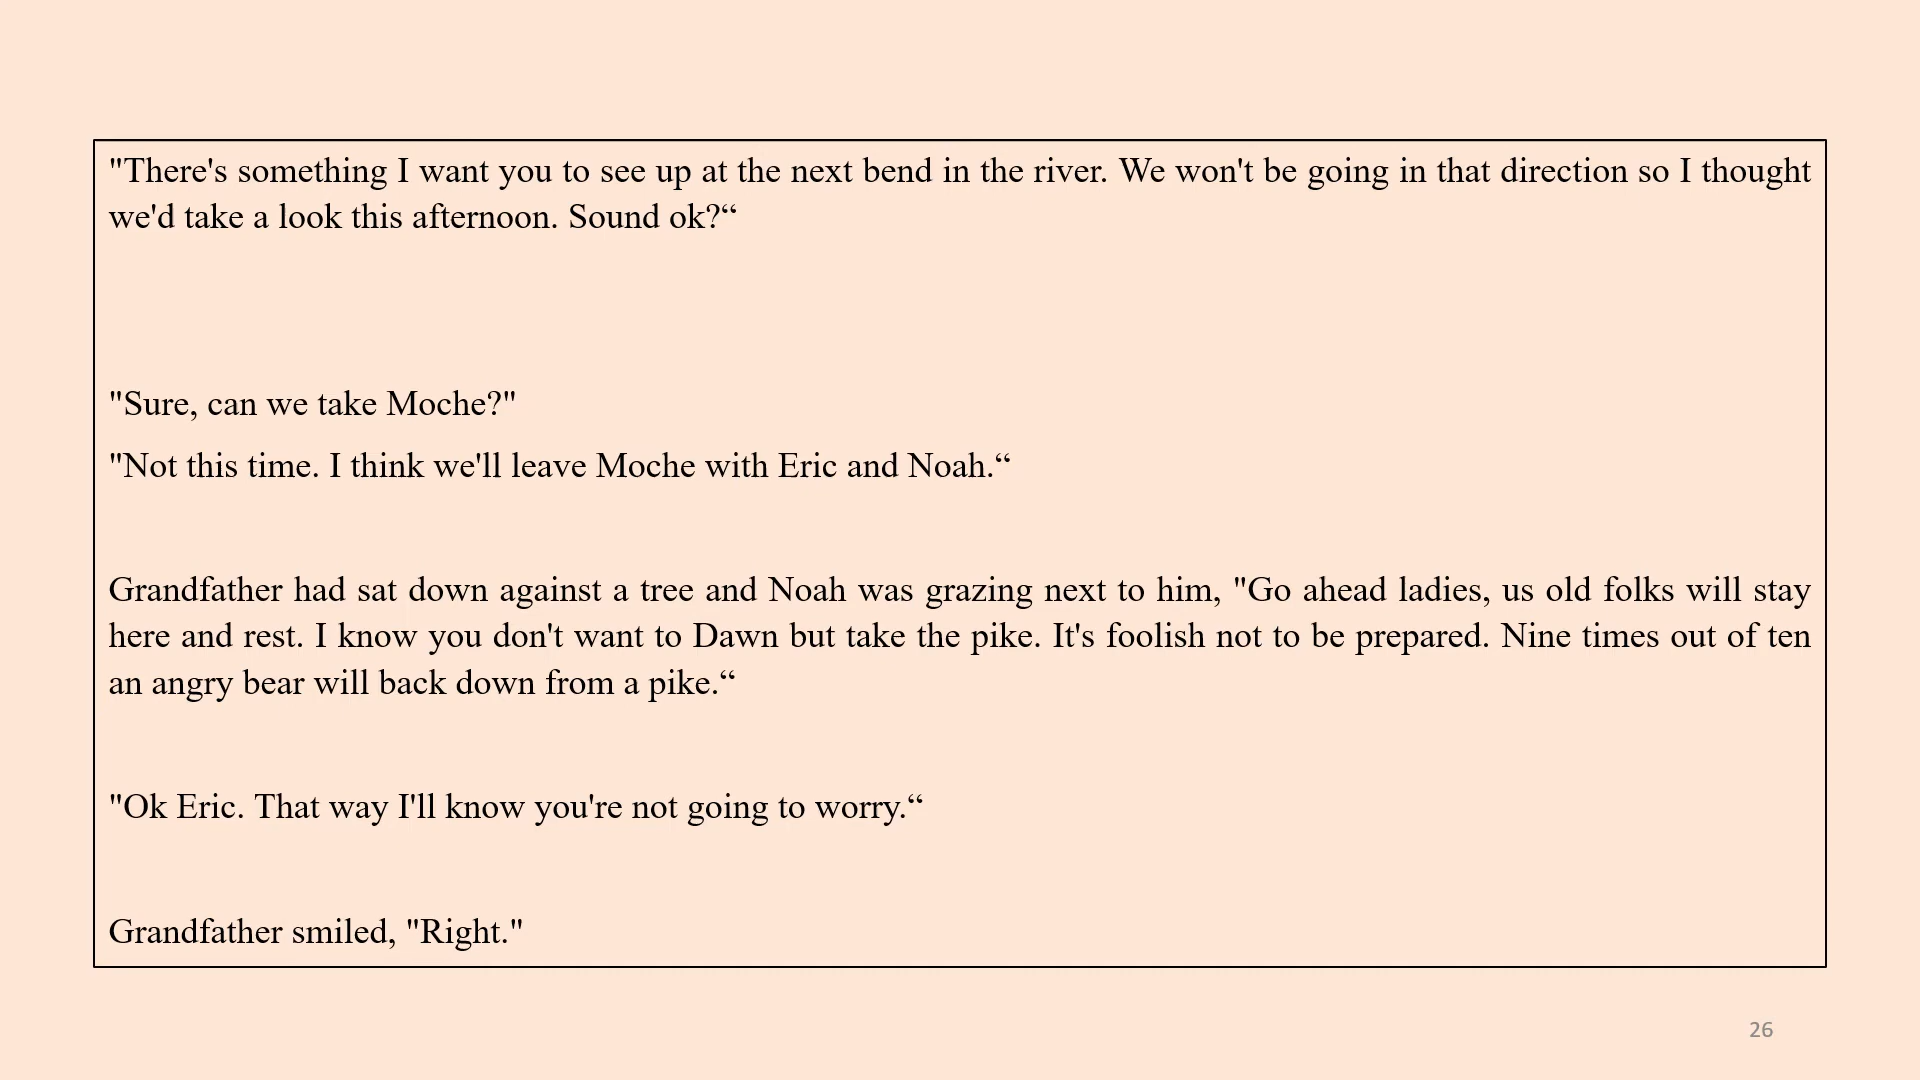 "There's something I want you to see up at the next bend in the river. We won't be going in that direction so I thought
we'd take a look this afternoon. Sound ok?“
"Sure, can we take Moche?"
"Not this time. I think we'll leave Moche with Eric and Noah.“
Grandfather had sat down against a tree and Noah was grazing next to him, "Go ahead ladies, us old folks will stay
here and rest. I know you don't want to Dawn but take the pike. It's foolish not to be prepared. Nine times out of ten
an angry bear will back down from a pike.“
"Ok Eric. That way I'll know you're not going to worry.“
Grandfather smiled, "Right."
26